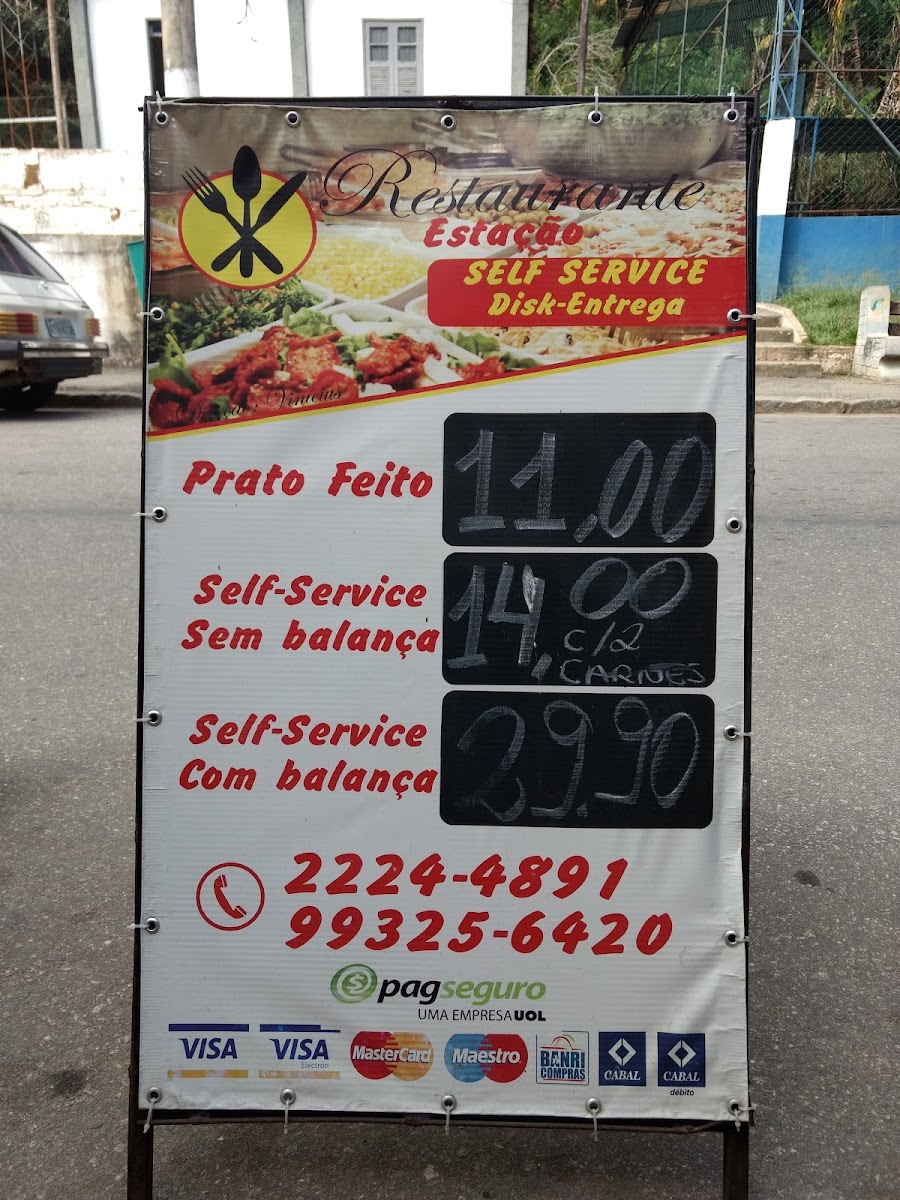 Restaurante
Estação
SELF SERVICE
Disk-Entrega
Direção: Vinicius
Prato Feito 11,00
Self-Service
Sem balança
14,00
C/2
CARNES
Self-Service
Com balança
29.90
2224-4891
99325-6420
pagseguro
UMA EMPRESA UOL
VISA
VISA
Electron
MasterCard
Maestro
BANRI
COMPRAS
CABAL
CABAL
débito